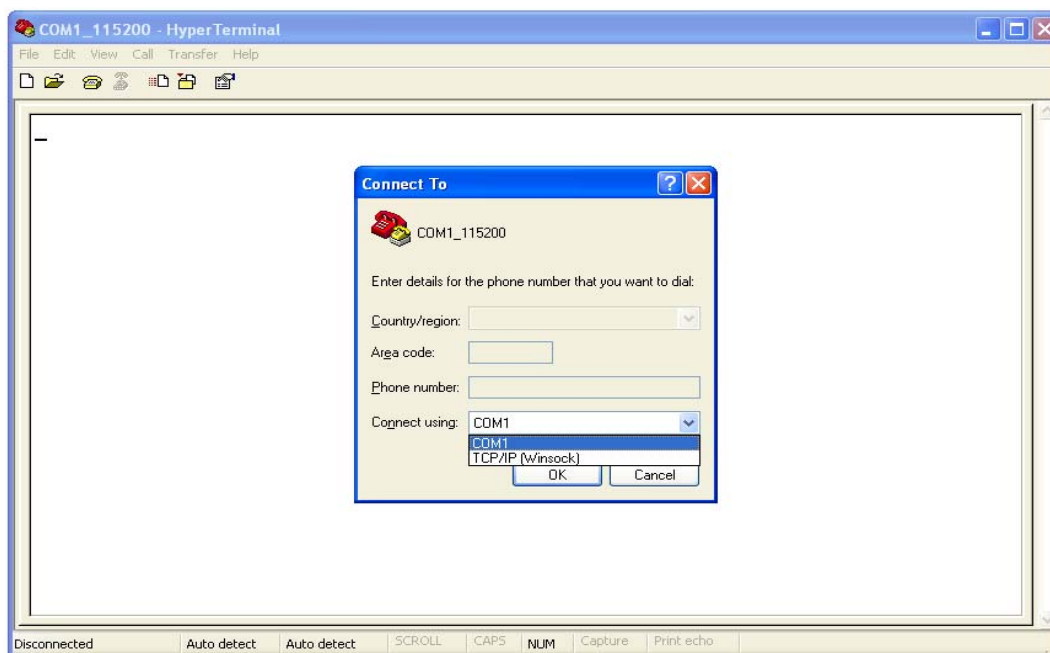 COM1_115200 - HyperTerminal
File Edit View Call Transfer Help
Connect To
COM1_115200
Enter details for the phone number that you want to dial:
Country/region:
Area code:
Phone number:
Connect using: COM1
COM1
TCP/IP (Winsock)
OK Cancel
Disconnected Auto detect Auto detect SCROLL CAPS NUM Capture Print echo